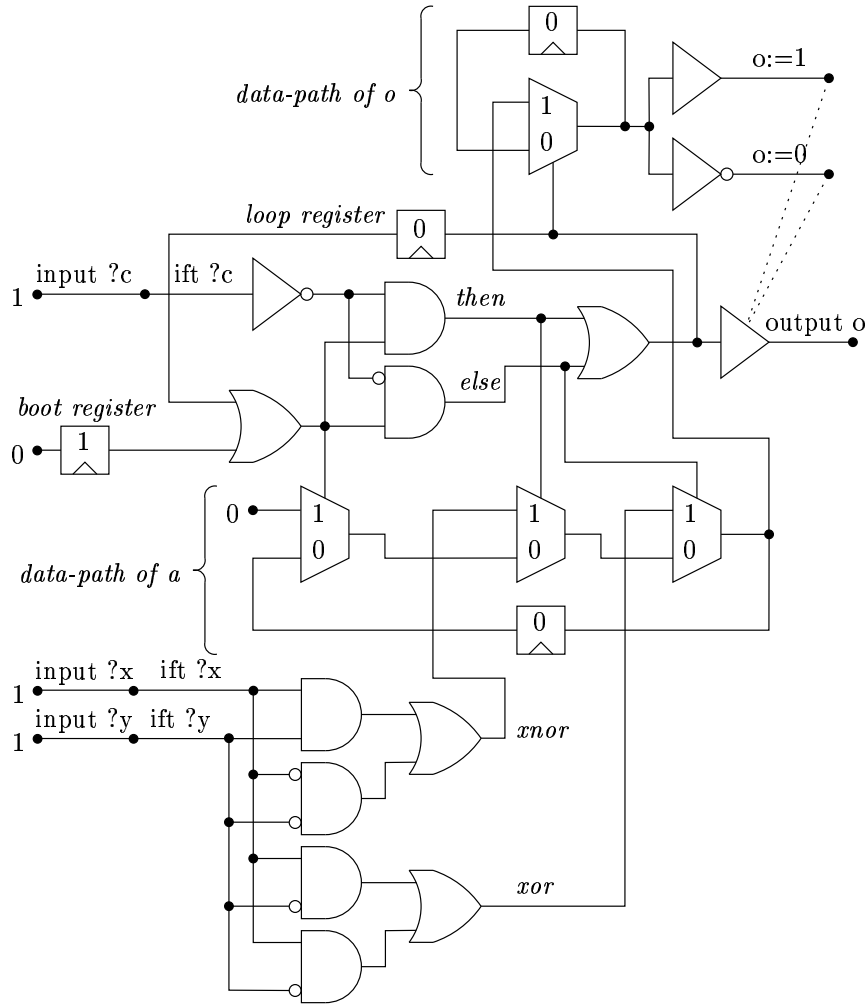 0
o:=1
data-path of o
1
0
o:=0
loop register
0
input ?c
ift ?c
1
then
output o
else
boot register
1
0
0
1
0
1
0
1
0
data-path of a
0
input ?x
ift ?x
1
input ?y
ift ?y
1
xnor
xor